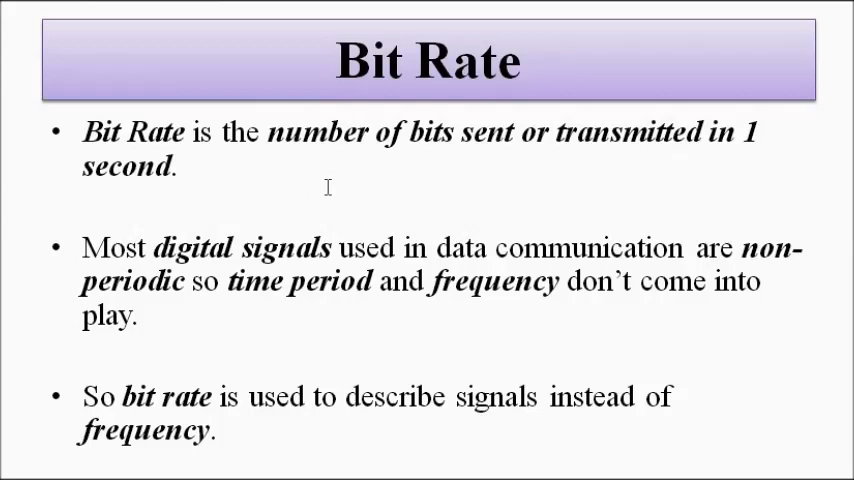 Bit Rate
• Bit Rate is the number of bits sent or transmitted in 1
second.
• Most digital signals used in data communication are non-
periodic so time period and frequency don’t come into
play.
• So bit rate is used to describe signals instead of
frequency.